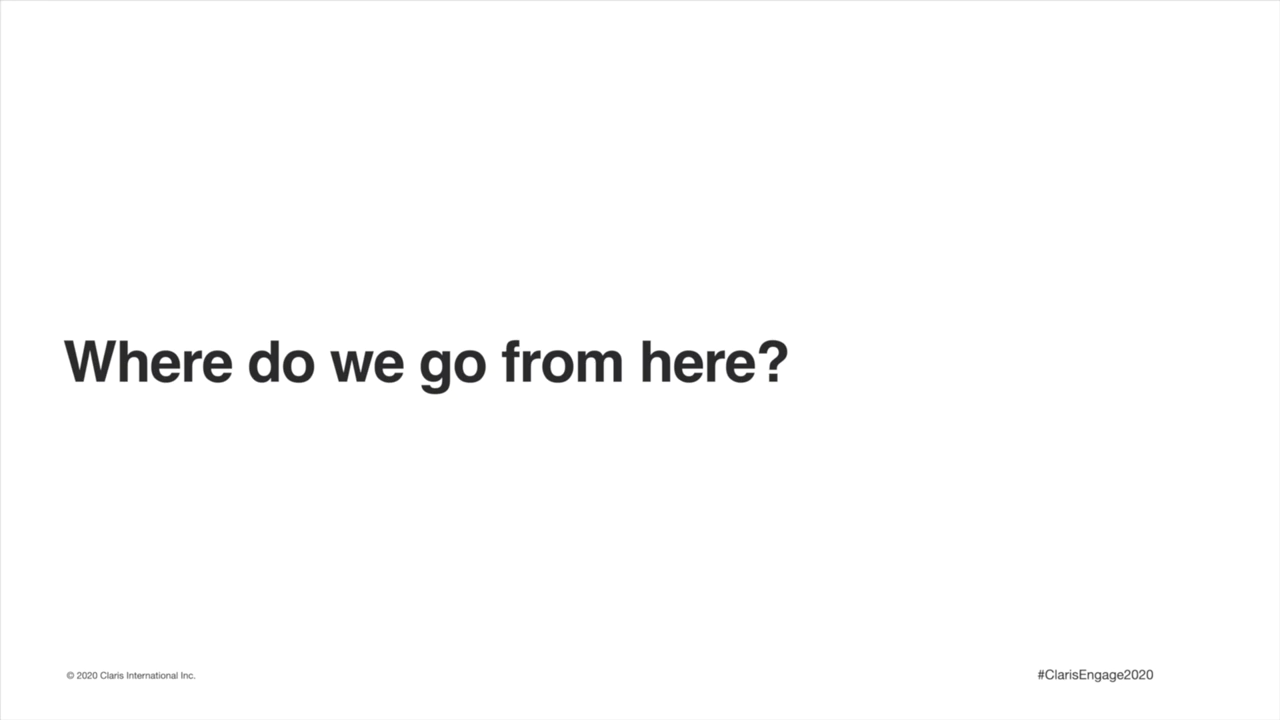 Where do we go from here?
© 2020 Claris International Inc.
#ClarisEngage2020